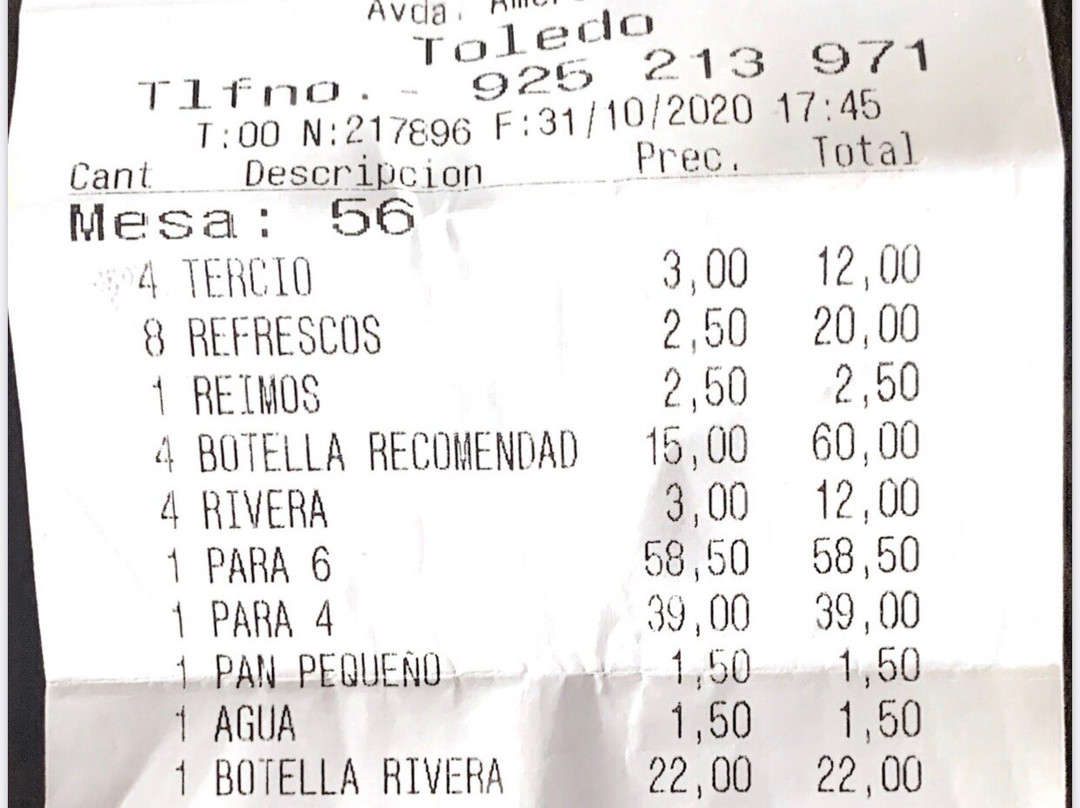 Avda.
Toledo
Tlfno.- 925 213 971
T:00 N:217896 F:31/10/2020 17:45
Cant Descripcion Prec. Total
Mesa: 56
4 TERCIO 3,00 12,00
8 REFRESCOS 2,50 20,00
1 REIMOS 2,50 2,50
4 BOTELLA RECOMENDAD 15,00 60,00
4 RIVERA 3,00 12,00
1 PARA 6 58,50 58,50
1 PARA 4 39,00 39,00
1 PAN PEQUEÑO 1,50 1,50
1 AGUA 1,50 1,50
1 BOTELLA RIVERA 22,00 22,00